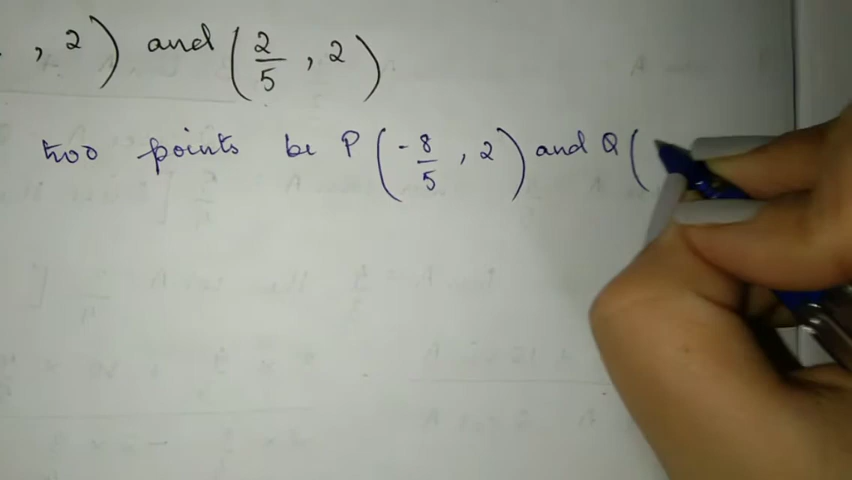 , 2) and (2/5, 2)
two points be P(-8/5, 2) and Q(